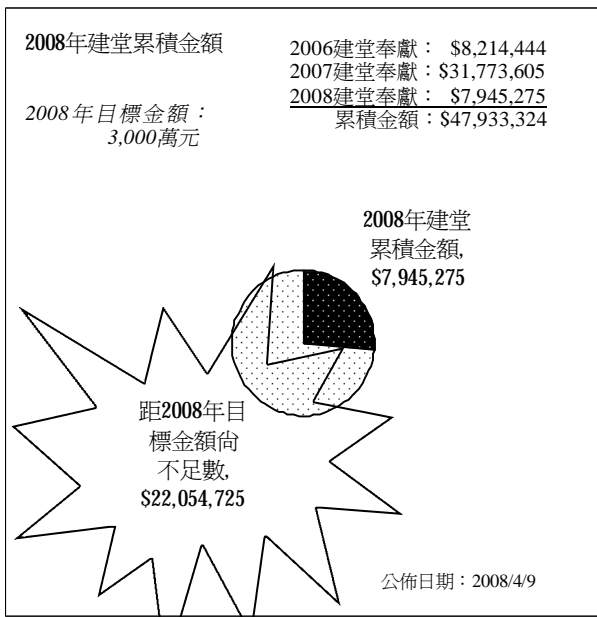 2008年建堂累積金額
2006建堂奉獻： $8,214,444
2007建堂奉獻：$31,773,605
2008建堂奉獻： $7,945,275
累積金額：$47,933,324
2008年目標金額：
3,000萬元
2008年建堂
累積金額,
$7,945,275
距2008年目
標金額尙
不足數,
$22,054,725
公佈日期：2008/4/9